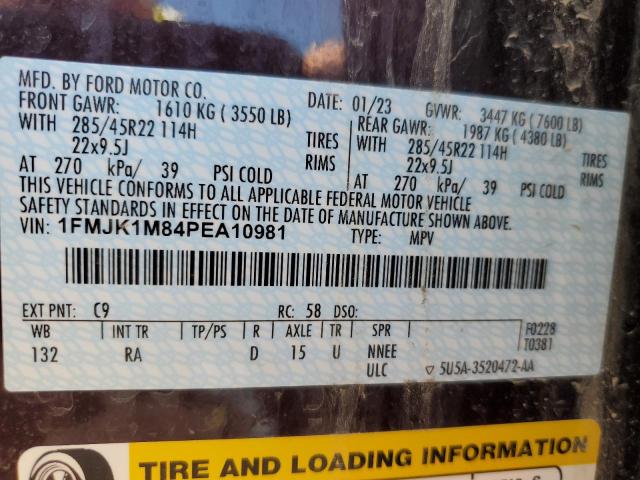 MFD. BY FORD MOTOR CO.
DATE: 01/23 GVWR: 3447 KG (7600 LB)
FRONT GAWR: 1610 KG (3550 LB)
REAR GAWR: 1987 KG (4380 LB)
WITH 285/45R22 114H TIRES
WITH 285/45R22 114H TIRES
22x9.5J RIMS
22x9.5J RIMS
AT 270 kPa/ 39 PSI COLD
AT 270 kPa/ 39 PSI COLD
THIS VEHICLE CONFORMS TO ALL APPLICABLE FEDERAL MOTOR VEHICLE
SAFETY STANDARDS IN EFFECT ON THE DATE OF MANUFACTURE SHOWN ABOVE.
VIN: 1FMJK1M84PEA10981 TYPE: MPV
EXT PNT: C9 RC: 58 DSO:
WB INT TR TP/PS R AXLE TR SPR
132 RA D 15 U NNEE
ULC
F0228
T0381
▽ 5U5A-3520472-AA
TIRE AND LOADING INFORMATION